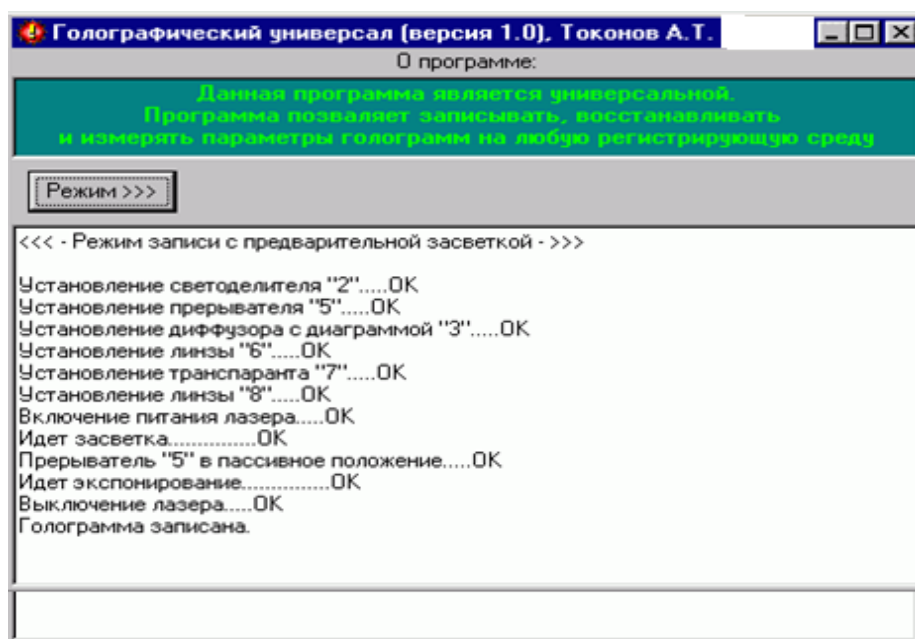 Голографический универсал (версия 1.0), Токонов А.Т.
О программе:
Данная программа является универсальной.
Программа позваляет записывать, восстанавливать
и измерять параметры голограмм на любую регистрирующую среду
Режим >>>
<<< - Режим записи с предварительной засветкой - >>>
Установление светоделителя "2".....OK
Установление прерывателя "5".....OK
Установление диффузора с диаграммой "3".....OK
Установление линзы "6".....OK
Установление транспаранта "7".....OK
Установление линзы "8".....OK
Включение питания лазера.....OK
Идет засветка...............OK
Прерыватель "5" в пассивное положение.....OK
Идет экспонирование...............OK
Выключение лазера.....OK
Голограмма записана.